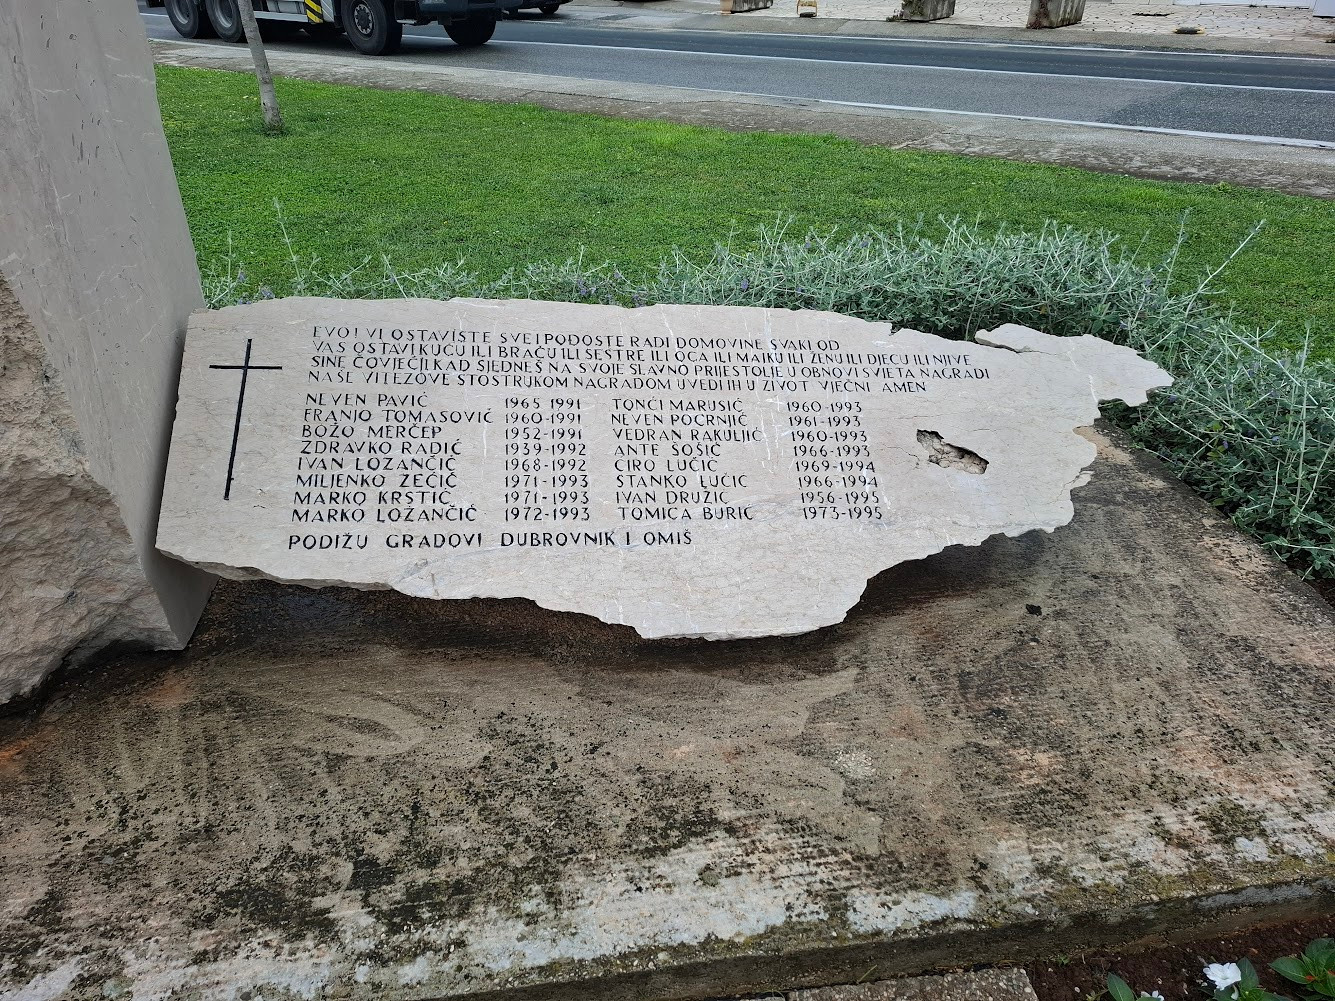 EVO I VI OSTAVISTE SVE I POĐOSTE RADI DOMOVINE SVAKI OD
VAS OSTAVI KUĆU ILI BRAĆU ILI SESTRE ILI OCA ILI MAJKU ILI ŽENU ILI DJECU ILI NJIVE
SINE ČOVJEČJI, KAD SJEDNEŠ NA SVOJE SLAVNO PRIJESTOLJE U OBNOVI SVIJETA NAGRADI
NAŠE VITEZOVE STOSTRUKOM NAGRADOM UVEDI IH U ŽIVOT VJEČNI AMEN
NEVEN PAVIĆ 1965-1991 TONĆI MARUSIĆ 1960-1993
FRANJO TOMASOVIĆ 1960-1991 NEVEN POCRNJIĆ 1961-1993
BOŽO MERČEP 1952-1991 VEDRAN RAKULJIĆ 1960-1993
ZDRAVKO RADIĆ 1939-1992 ANTE ŠOŠIĆ 1966-1993
IVAN LOZANČIĆ 1968-1992 ĆIRO LUČIĆ 1969-1994
MILJENKO ZEČIĆ 1971-1993 STANKO LUČIĆ 1966-1994
MARKO KRSTIĆ 1971-1993 IVAN DRUŽIĆ 1956-1995
MARKO LOŽANČIĆ 1972-1993 TOMICA BURIĆ 1973-1995
PODIŽU GRADOVI DUBROVNIK I OMIŠ